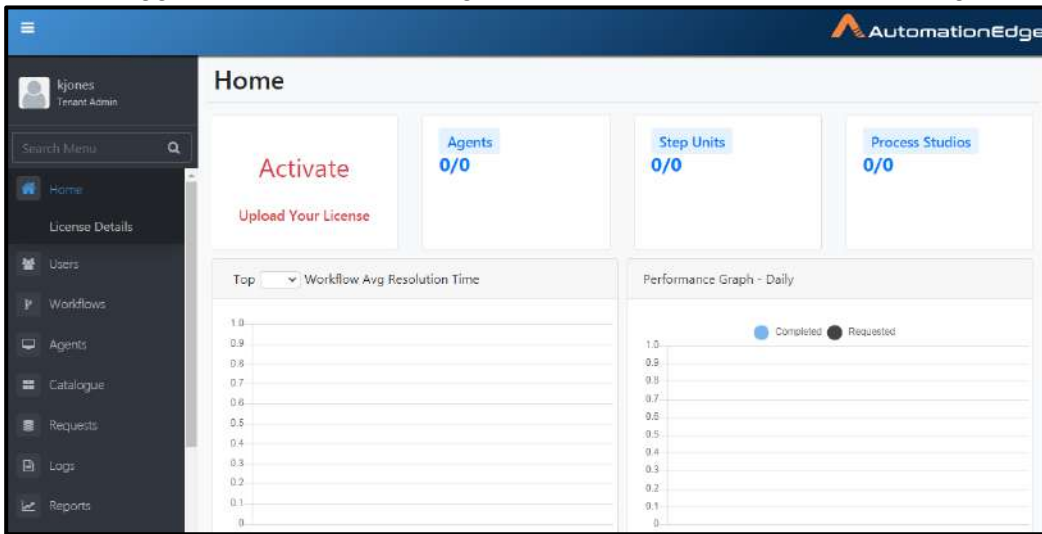 AutomationEdge
kjones
Tenant Admin
Search Menu
Home
License Details
Users
Workflows
Agents
Catalogue
Requests
Logs
Reports
Home
Activate
Upload Your License
Agents
0/0
Step Units
0/0
Process Studios
0/0
Top Workflow Avg Resolution Time
1.0
0.9
0.8
0.7
0.6
0.5
0.4
0.3
0.2
0.1
0
Performance Graph - Daily
Completed Requested
1.0
0.9
0.8
0.7
0.6
0.5
0.4
0.3
0.2
0.1
0